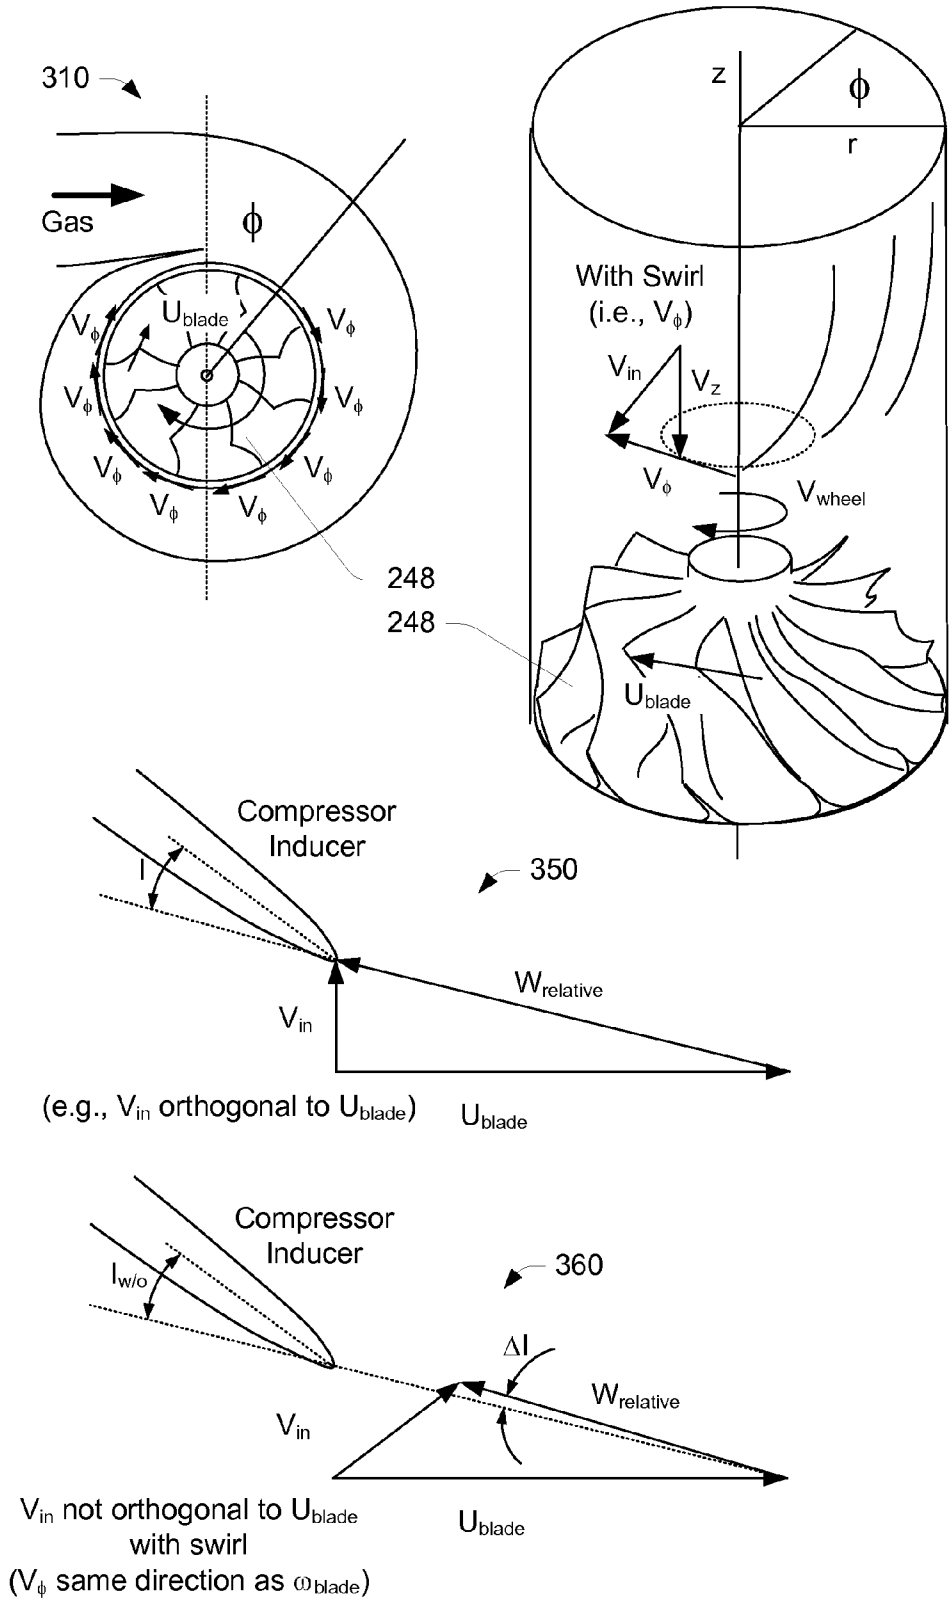 310
Gas
ϕ
U blade
Vϕ
Vϕ
Vϕ
Vϕ
Vϕ
Vϕ
Vϕ
Vϕ
248
248
z
ϕ
r
With Swirl
(i.e., Vϕ)
Vin
Vz
Vϕ
Vwheel
Ublade
Compressor
Inducer
I
350
Wrelative
Vin
(e.g., Vin orthogonal to Ublade)
Ublade
Compressor
Inducer
Iw/o
360
ΔI
Wrelative
Vin
Ublade
Vin not orthogonal to Ublade
with swirl
(Vϕ same direction as ωblade)